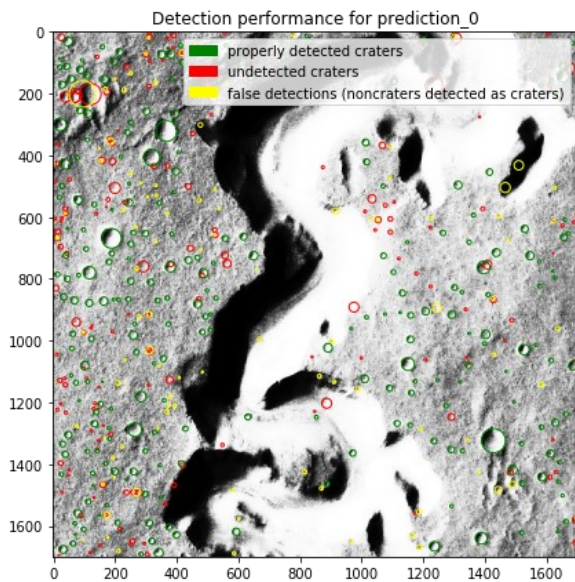 Detection performance for prediction_0
properly detected craters
undetected craters
false detections (noncraters detected as craters)
0
200
400
600
800
1000
1200
1400
1600
0 200 400 600 800 1000 1200 1400 1600